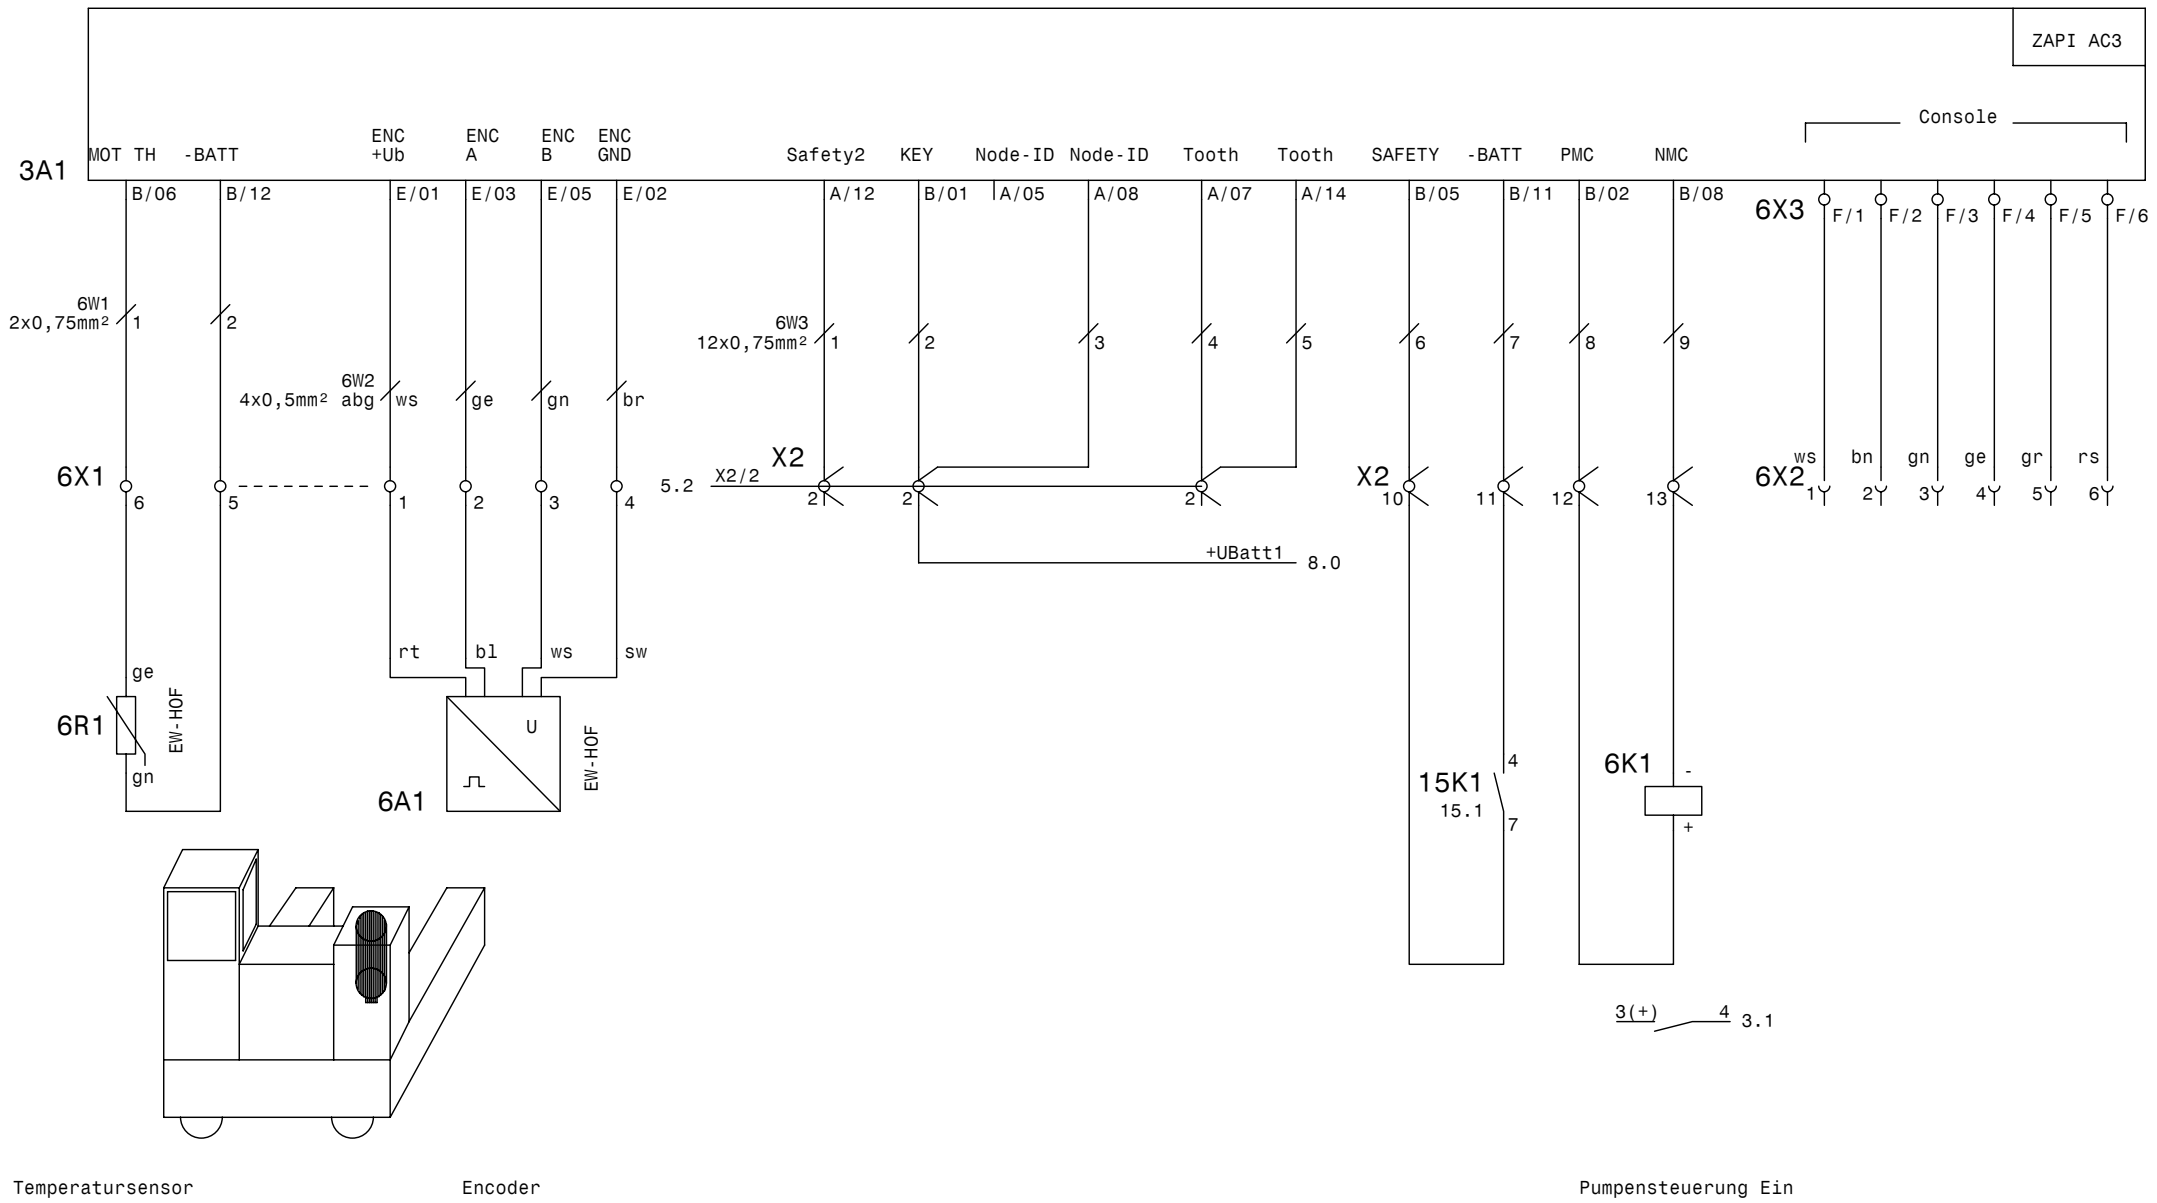 ZAPI AC3
Console
ENC ENC ENC ENC
MOT TH -BATT +Ub A B GND Safety2 KEY Node-ID Node-ID Tooth Tooth SAFETY -BATT PMC NMC
3A1
B/06 B/12 E/01 E/03 E/05 E/02 A/12 B/01 A/05 A/08 A/07 A/14 B/05 B/11 B/02 B/08
6X3 F/1 F/2 F/3 F/4 F/5 F/6
6W1
2x0,75mm² 1 2
6W3
12x0,75mm² 1 2 3 4 5 6 7 8 9
6W2
4x0,5mm² abg ws ge gn br
X2
ws bn gn ge gr rs
6X1 5.2 X2/2 X2 6X2
6 5 1 2 3 4 2 2 2 10 11 12 13 1 2 3 4 5 6
+UBatt1 8.0
rt bl ws sw
ge
6R1 EW-HOF
gn
U
EW-HOF
6A1
4
15K1
15.1
7
6K1 -
+
3(+) 4 3.1
Temperatursensor Encoder Pumpensteuerung Ein